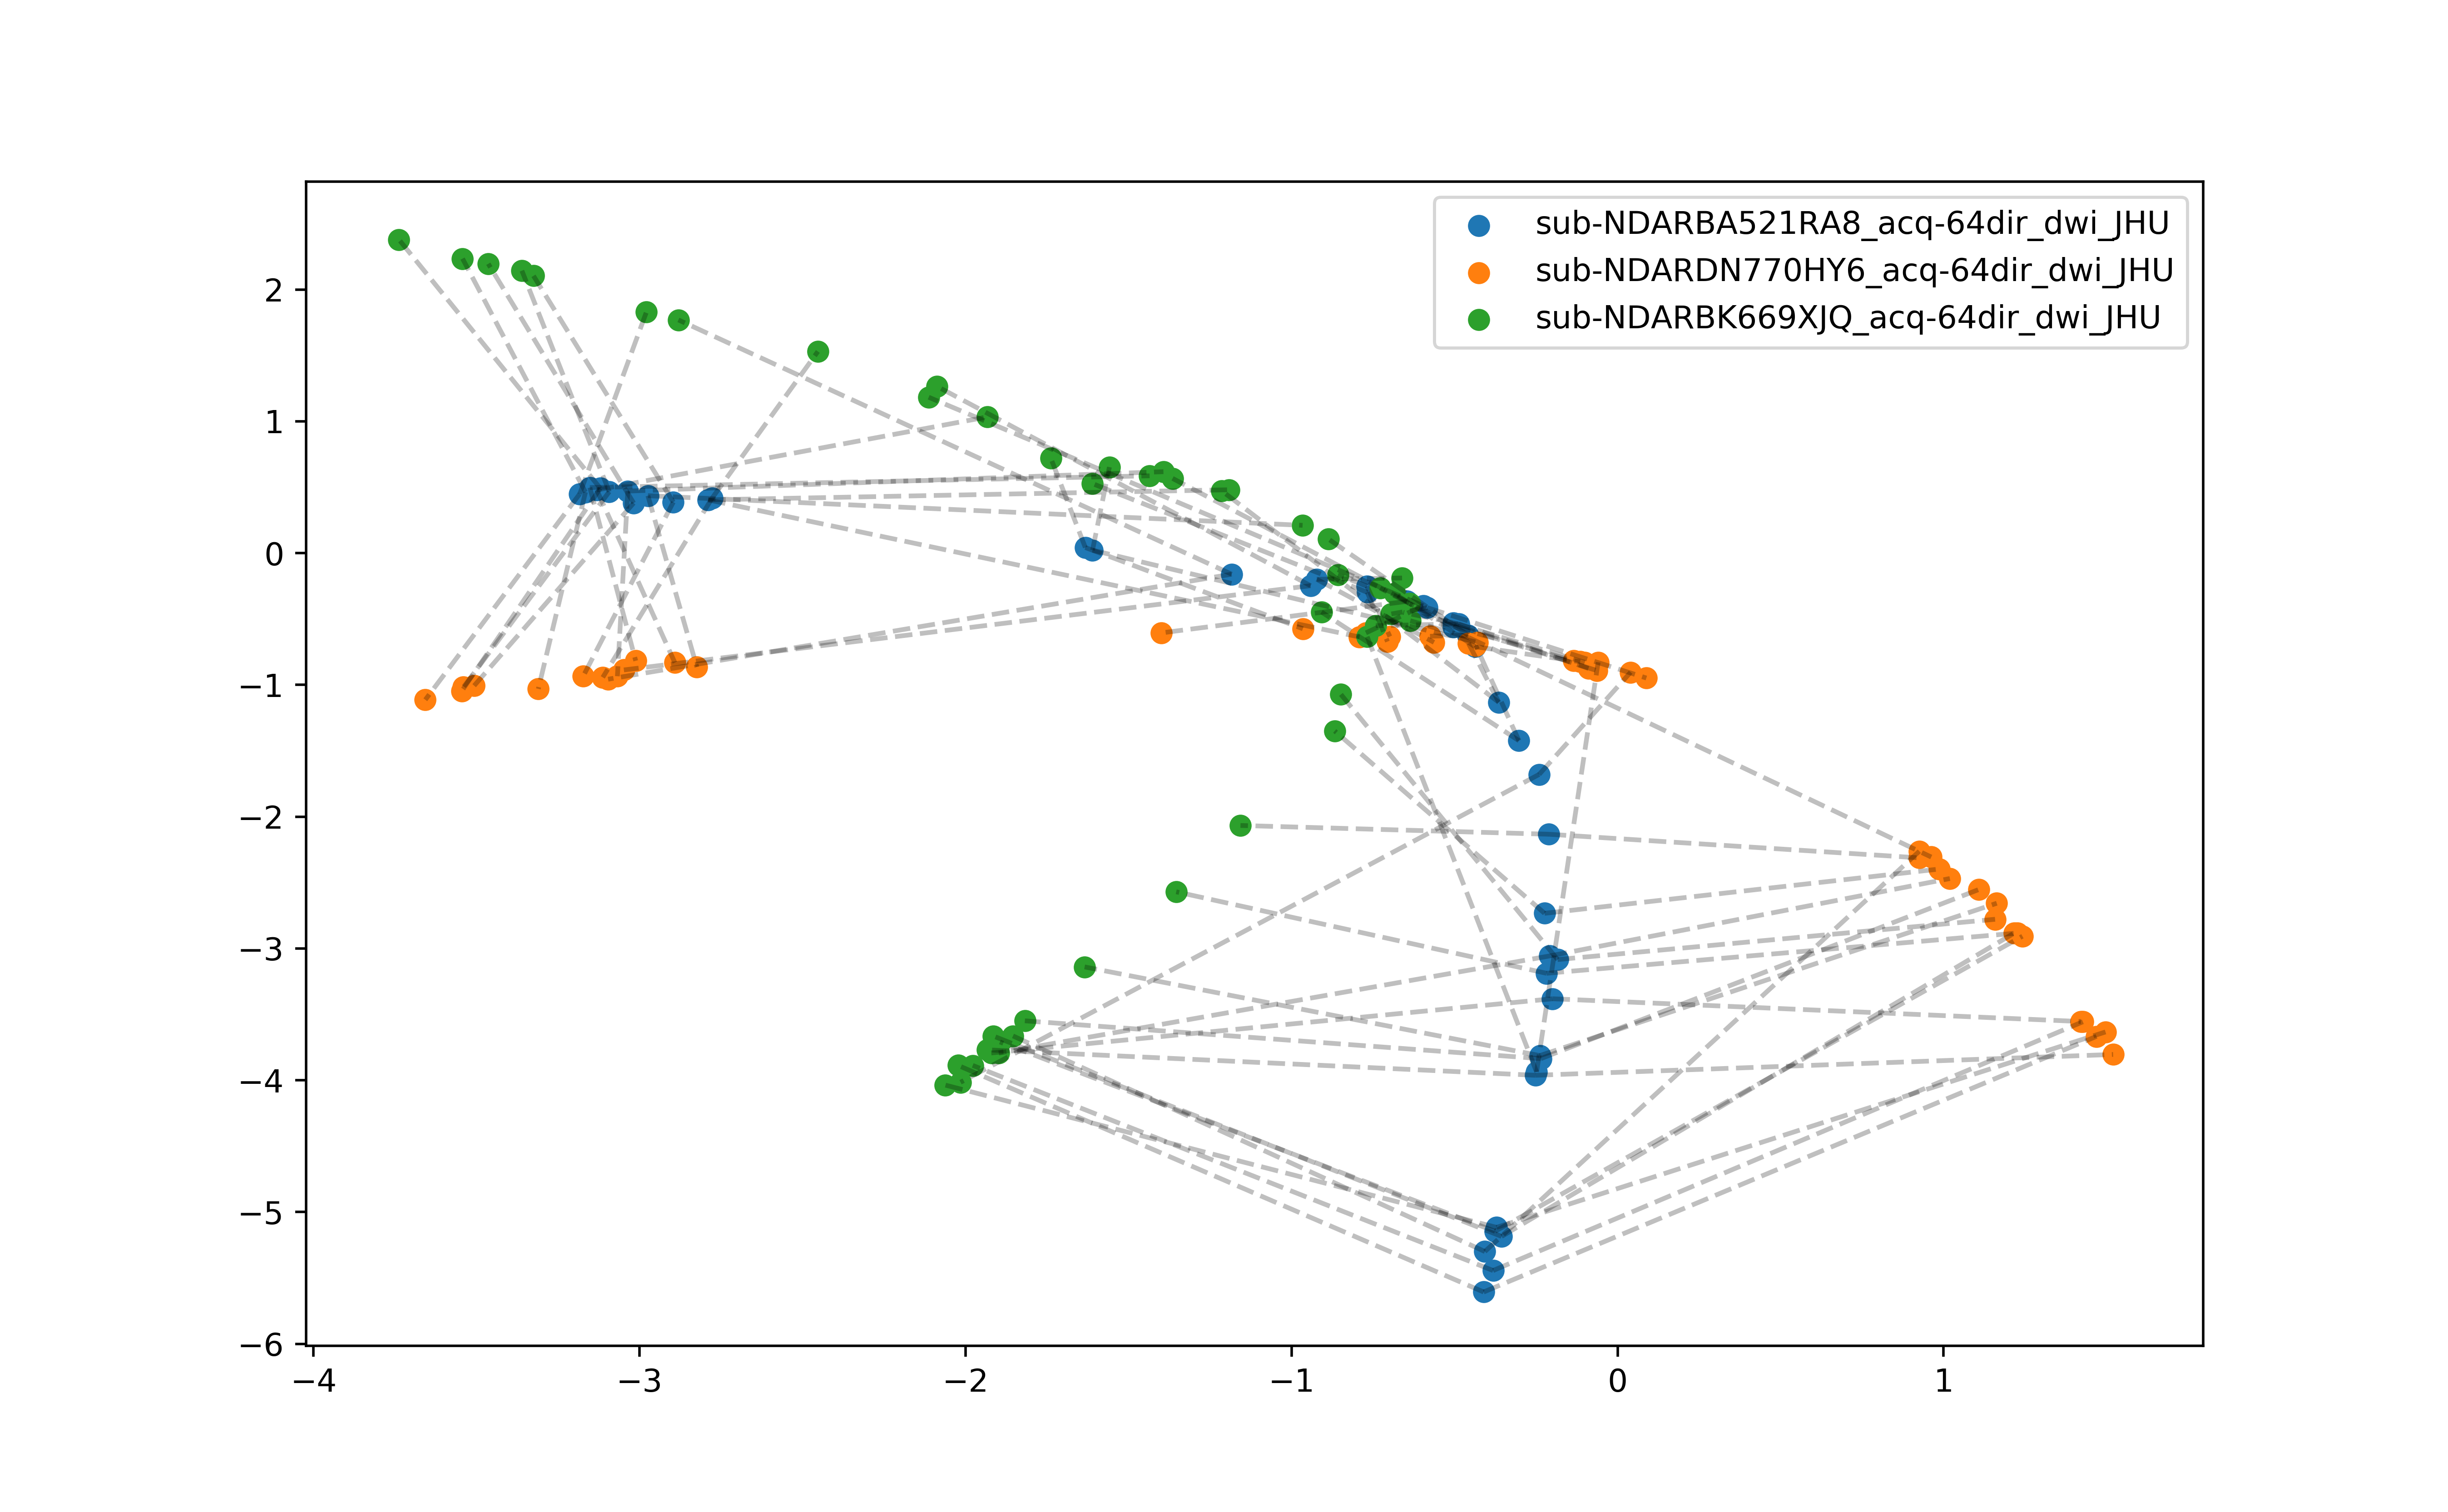 sub-NDARBA521RA8_acq-64dir_dwi_JHU
sub-NDARDN770HY6_acq-64dir_dwi_JHU
sub-NDARBK669XJQ_acq-64dir_dwi_JHU
2
1
0
−1
−2
−3
−4
−5
−6
−4 −3 −2 −1 0 1